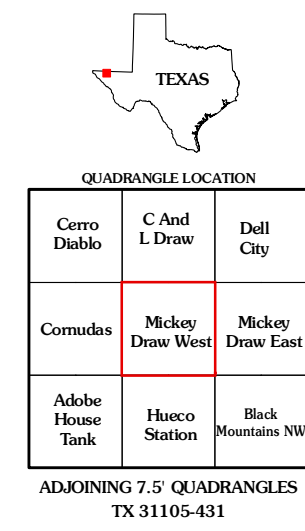 TEXAS
QUADRANGLE LOCATION
Cerro
Diablo
C And
L Draw
Dell
City
Cornudas
Mickey
Draw West
Mickey
Draw East
Adobe
House
Tank
Hueco
Station
Black
Mountains NW
ADJOINING 7.5' QUADRANGLES
TX 31105-431